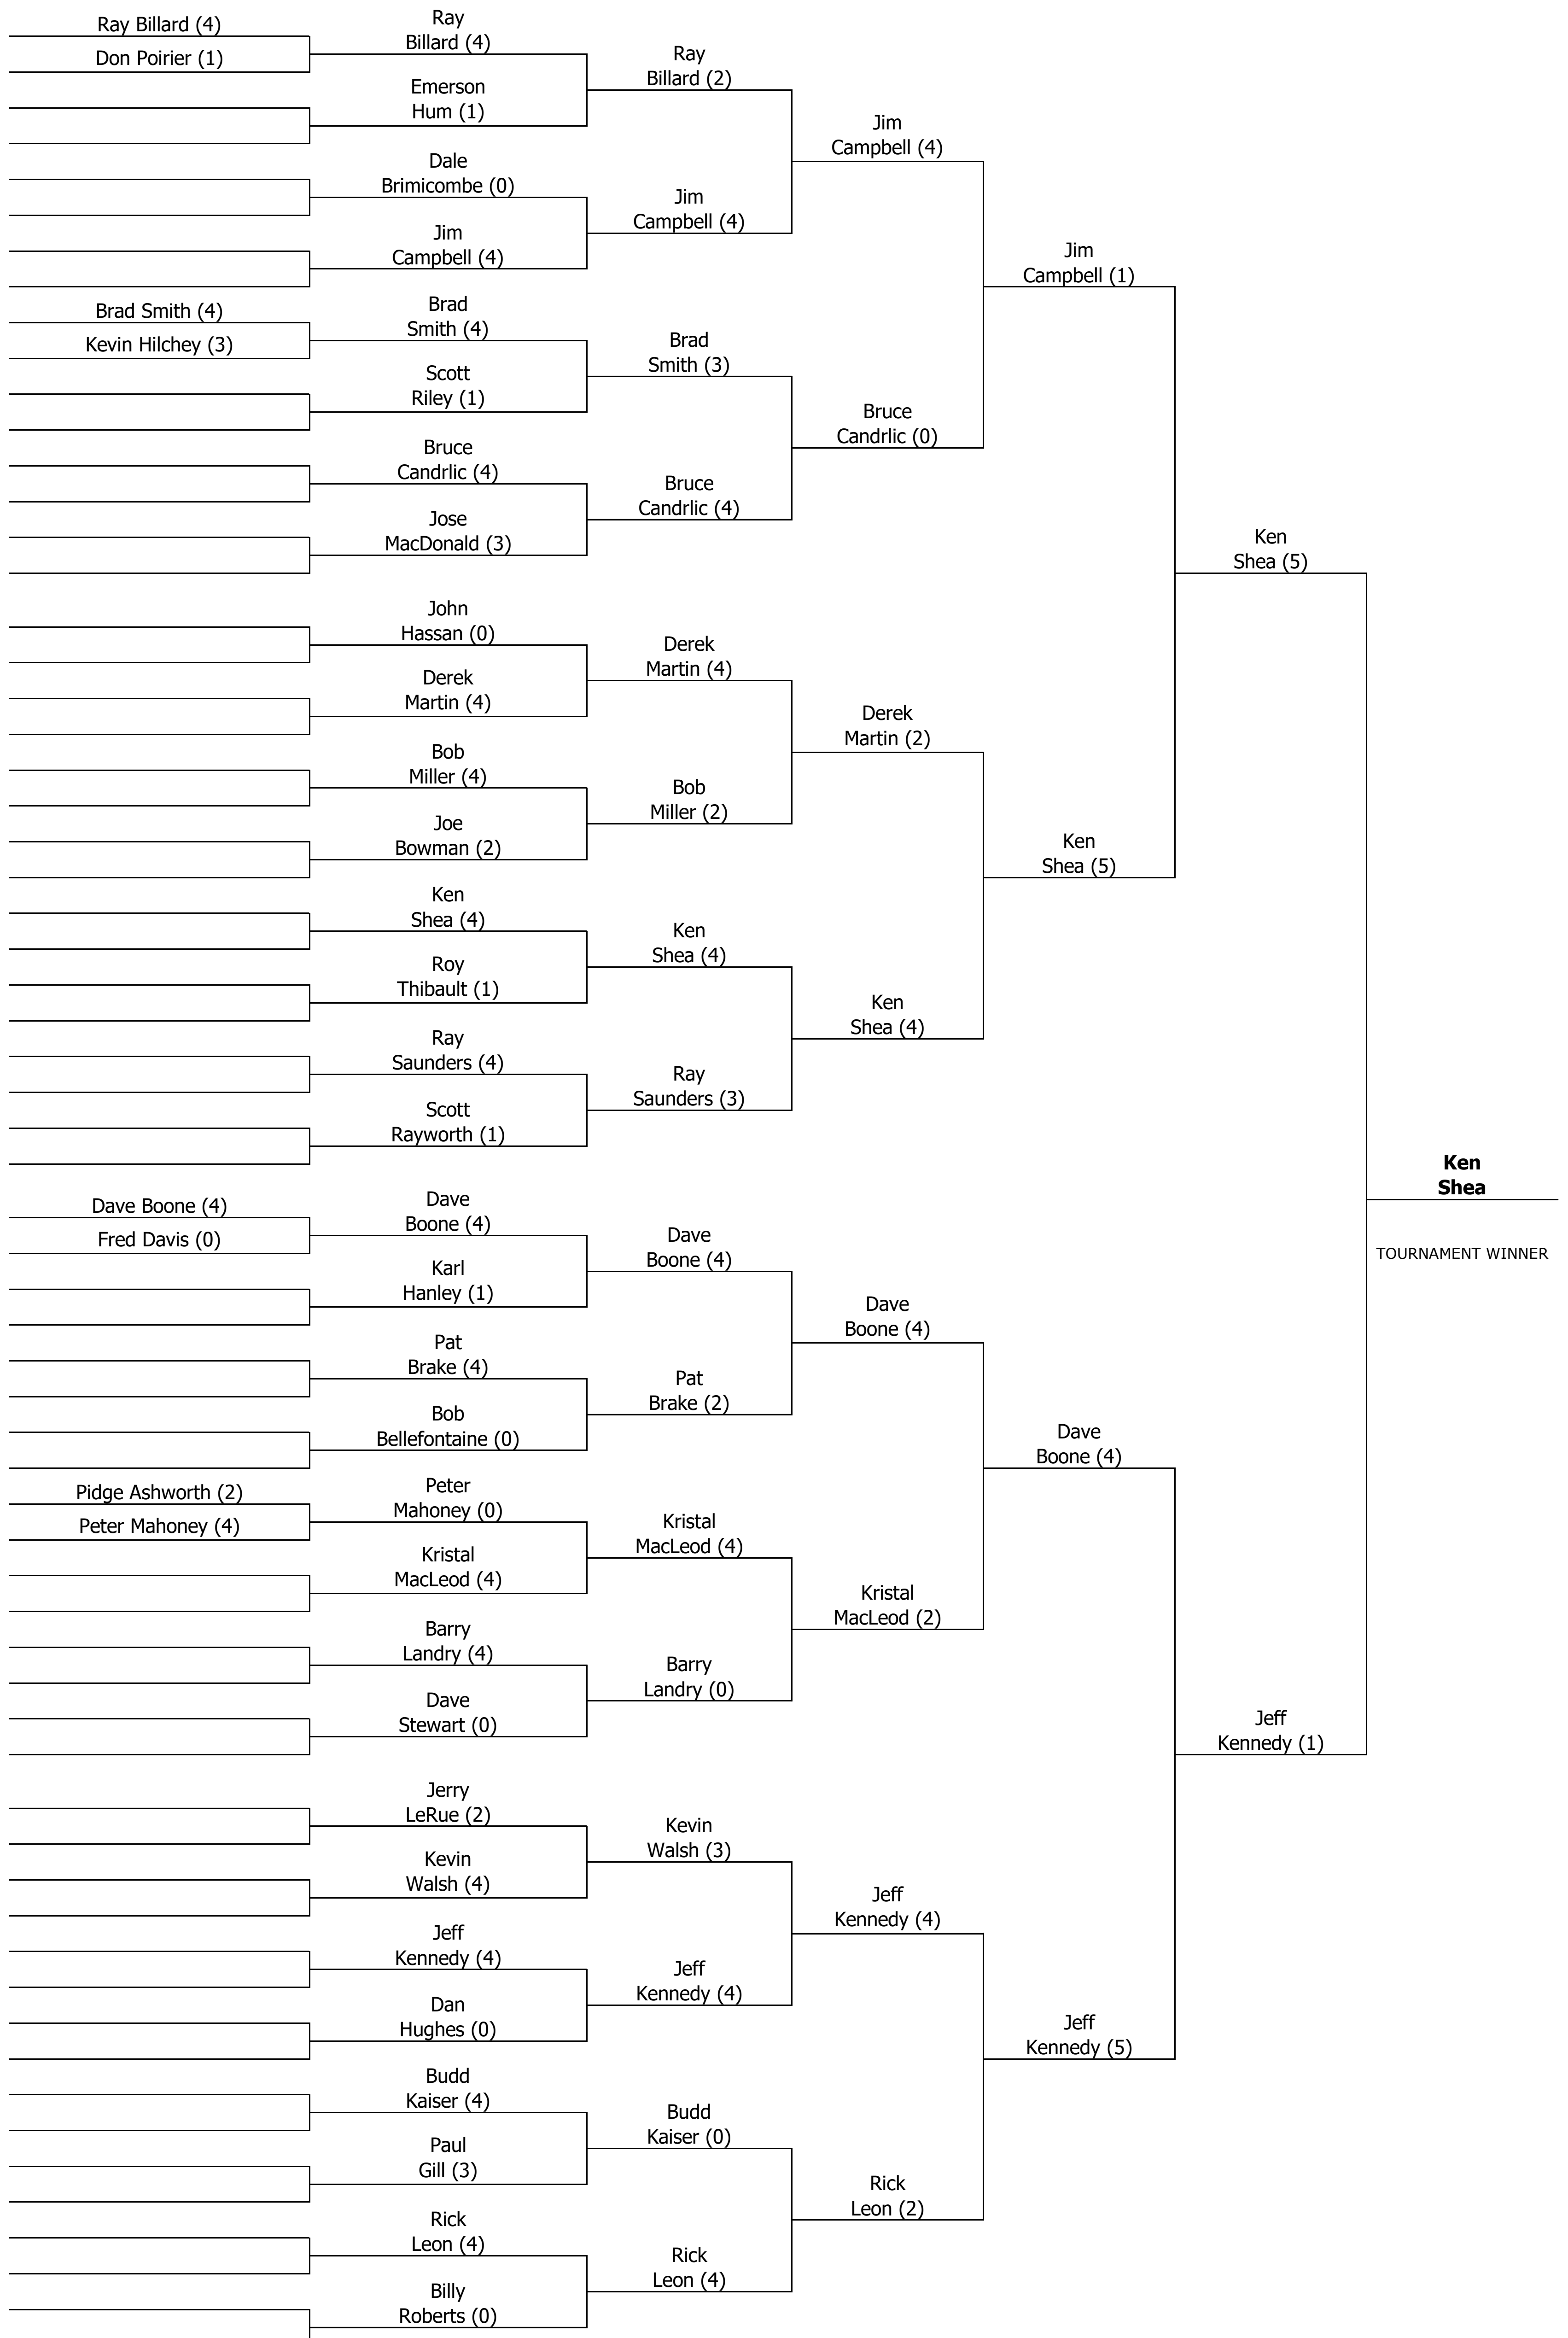 Ray Billard (4)
Don Poirier (1)
Brad Smith (4)
Kevin Hilchey (3)
Dave Boone (4)
Fred Davis (0)
Pidge Ashworth (2)
Peter Mahoney (4)
Ray
Billard (4)
Emerson
Hum (1)
Dale
Brimicombe (0)
Jim
Campbell (4)
Brad
Smith (4)
Scott
Riley (1)
Bruce
Candrlic (4)
Jose
MacDonald (3)
John
Hassan (0)
Derek
Martin (4)
Bob
Miller (4)
Joe
Bowman (2)
Ken
Shea (4)
Roy
Thibault (1)
Ray
Saunders (4)
Scott
Rayworth (1)
Dave
Boone (4)
Karl
Hanley (1)
Pat
Brake (4)
Bob
Bellefontaine (0)
Peter
Mahoney (0)
Kristal
MacLeod (4)
Barry
Landry (4)
Dave
Stewart (0)
Jerry
LeRue (2)
Kevin
Walsh (4)
Jeff
Kennedy (4)
Dan
Hughes (0)
Budd
Kaiser (4)
Paul
Gill (3)
Rick
Leon (4)
Billy
Roberts (0)
Ray
Billard (2)
Jim
Campbell (4)
Brad
Smith (3)
Bruce
Candrlic (4)
Derek
Martin (4)
Bob
Miller (2)
Ken
Shea (4)
Ray
Saunders (3)
Dave
Boone (4)
Pat
Brake (2)
Kristal
MacLeod (4)
Barry
Landry (0)
Kevin
Walsh (3)
Jeff
Kennedy (4)
Budd
Kaiser (0)
Rick
Leon (4)
Jim
Campbell (4)
Bruce
Candrlic (0)
Derek
Martin (2)
Ken
Shea (4)
Dave
Boone (4)
Kristal
MacLeod (2)
Jeff
Kennedy (4)
Rick
Leon (2)
Jim
Campbell (1)
Ken
Shea (5)
Dave
Boone (4)
Jeff
Kennedy (5)
Ken
Shea (5)
Jeff
Kennedy (1)
Ken
Shea
TOURNAMENT WINNER